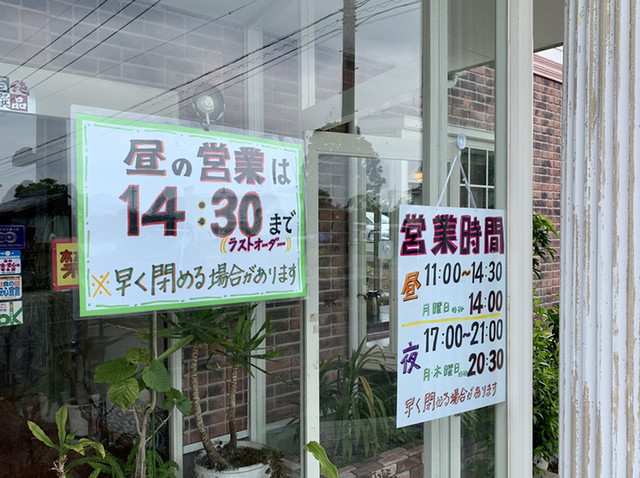 昼の営業は
14:30まで
((ラストオーダー))
※早く閉める場合があります
営業時間
昼 11:00~14:30
月曜日 14:00
夜 17:00~21:00
月・木曜日 20:30
早く閉める場合があります
OK